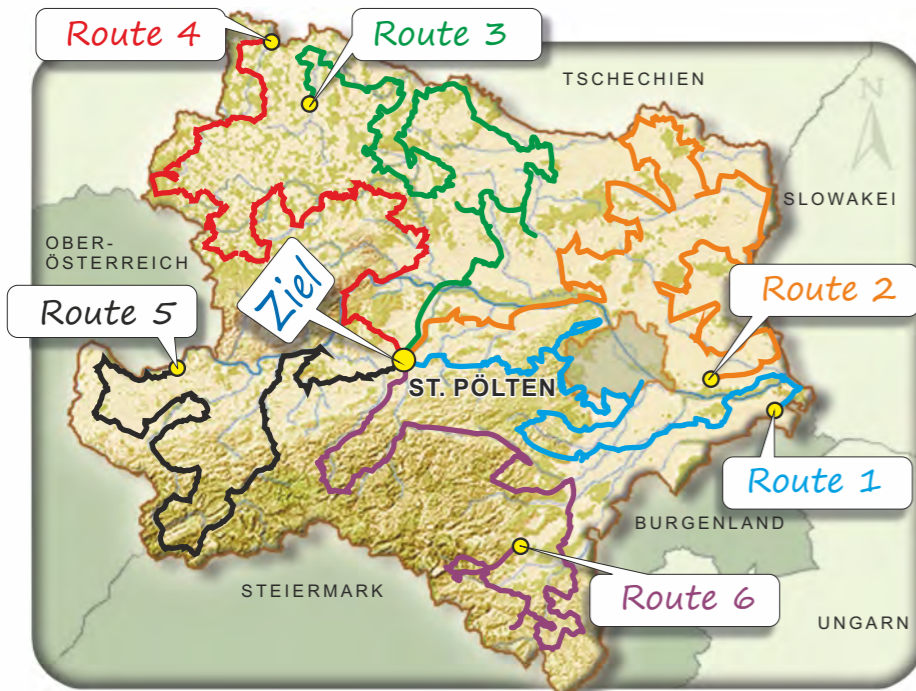 Route 4
Route 3
TSCHECHIEN
N
SLOWAKEI
OBER-
ÖSTERREICH
Ziel
Route 2
Route 5
ST. PÖLTEN
Route 1
BURGENLAND
STEIERMARK
Route 6
UNGARN